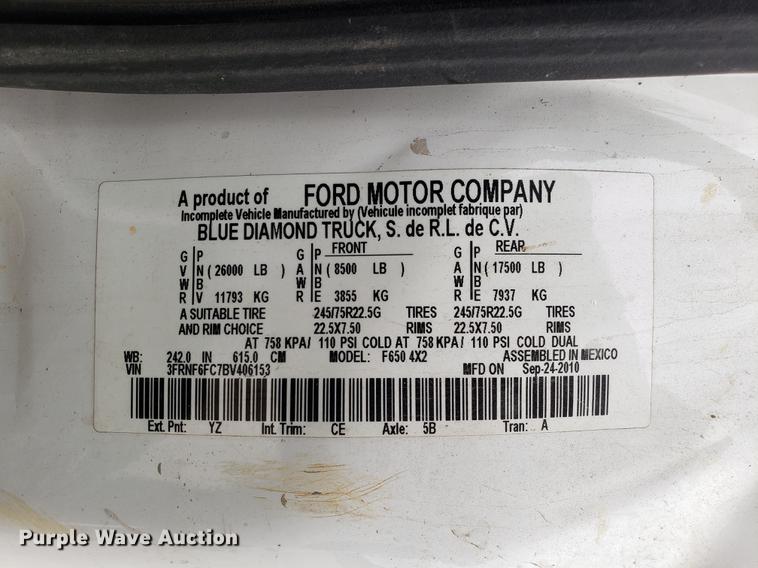 A product of FORD MOTOR COMPANY
Incomplete Vehicle Manufactured by (Vehicule incomplet fabrique par)
BLUE DIAMOND TRUCK, S. de R.L. de C.V.
FRONT REAR
G P G P G P
V N ( 26000 LB ) A N ( 8500 LB ) A N ( 17500 LB )
W B W B W B
R V 11793 KG R E 3855 KG R E 7937 KG
A SUITABLE TIRE 245/75R22.5G TIRES 245/75R22.5G TIRES
AND RIM CHOICE 22.5X7.50 RIMS 22.5X7.50 RIMS
AT 758 KPA/ 110 PSI COLD AT 758 KPA/ 110 PSI COLD DUAL
WB: 242.0 IN 615.0 CM MODEL: F650 4X2 ASSEMBLED IN MEXICO
VIN 3FRNF6FC7BV406153 MFD ON Sep-24-2010
Ext. Pnt: YZ Int. Trim: CE Axle: 5B Tran: A
Purple Wave Auction